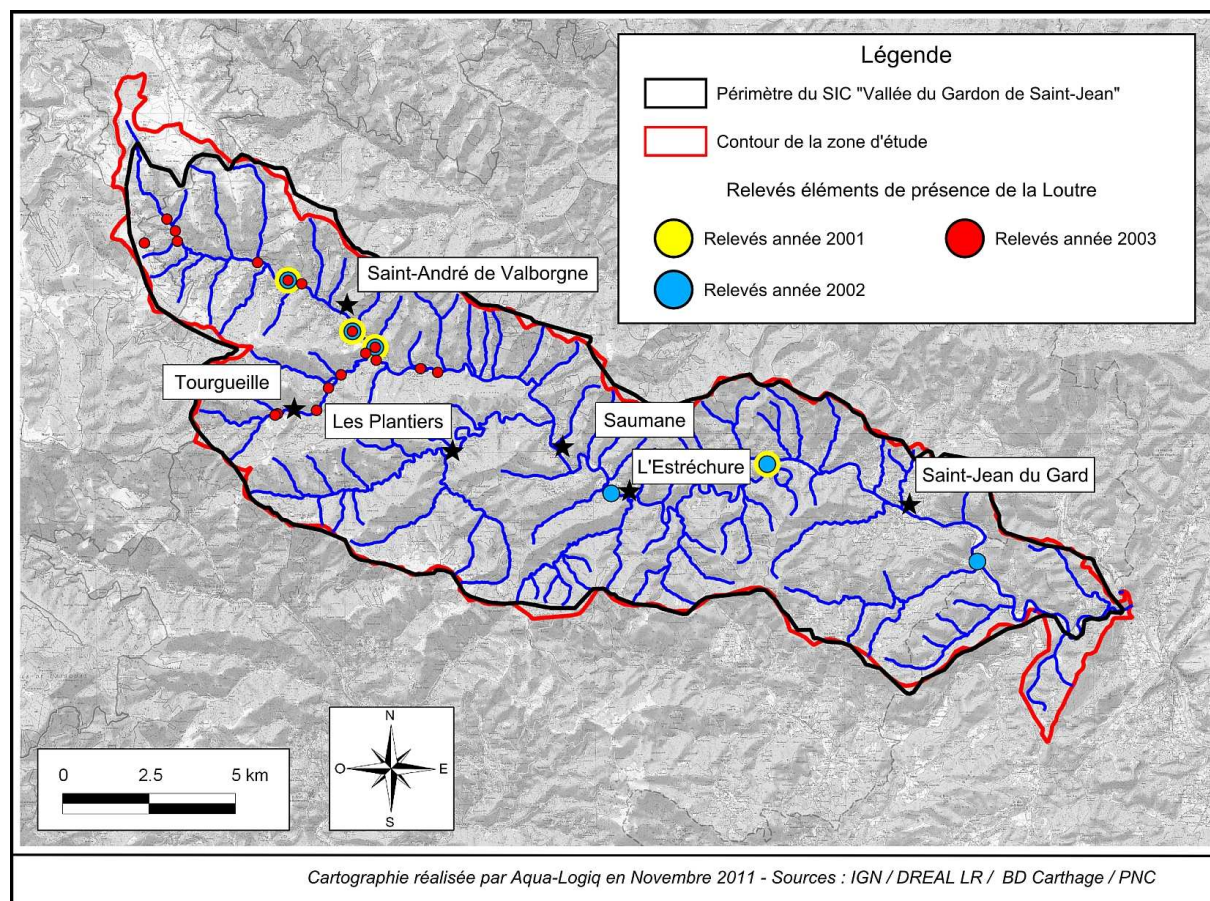 Légende
Périmètre du SIC "Vallée du Gardon de Saint-Jean"
Contour de la zone d'étude
Relevés éléments de présence de la Loutre
Relevés année 2001
Relevés année 2003
Relevés année 2002
Saint-André de Valborgne
Tourgueille
Les Plantiers
Saumane
L'Estréchure
Saint-Jean du Gard
N
O
E
S
0 2.5 5 km
Cartographie réalisée par Aqua-Logiq en Novembre 2011 - Sources : IGN / DREAL LR / BD Carthage / PNC